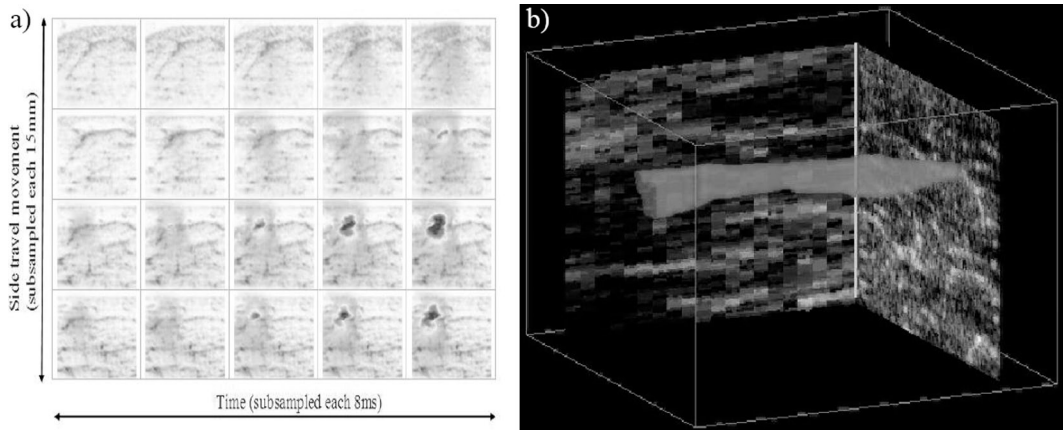 a)
Side travel movement
(subsampled each 1.5mm)
Time (subsampled each 8ms)
b)